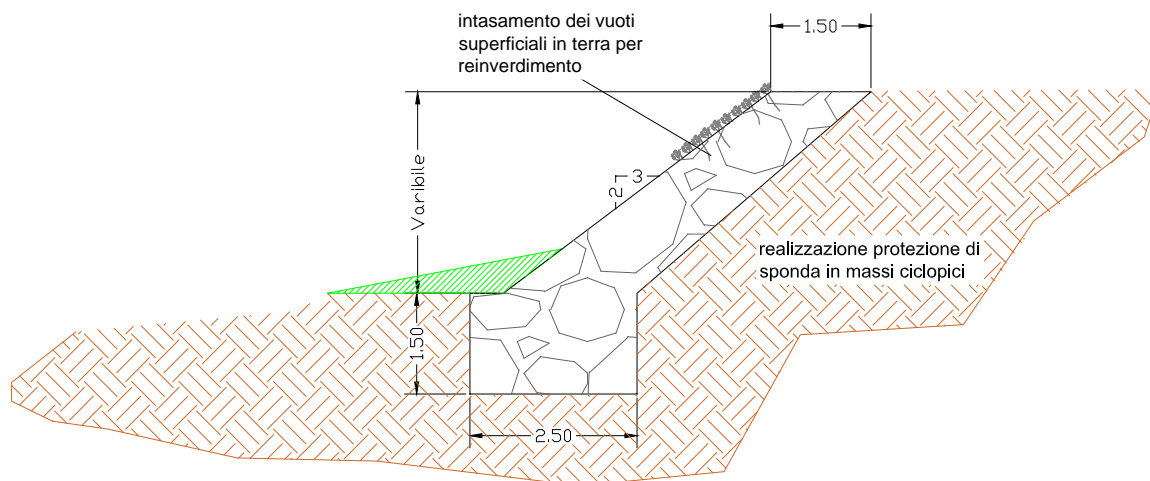 intasamento dei vuoti
superficiali in terra per
reinverdimento
1.50
Varibile
2
3
realizzazione protezione di
sponda in massi ciclopici
1.50
2.50